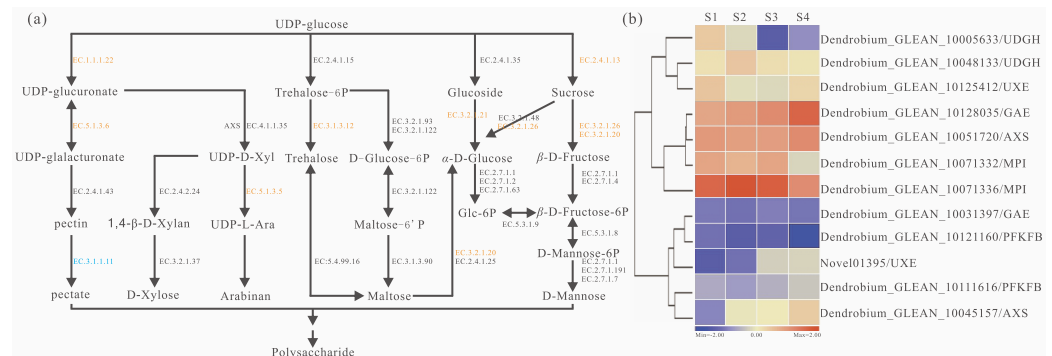 (a)
UDP-glucose
EC.1.1.1.22
EC.2.4.1.15
EC.2.4.1.35
EC.2.4.1.13
UDP-glucuronate
Trehalose-6P
Glucoside
Sucrose
EC.5.1.3.6
AXS
EC.4.1.1.35
EC.3.1.3.12
EC.3.2.1.93
EC.3.2.1.122
EC.3.2.1.21
EC.3.2.1.48
EC.3.2.1.26
EC.3.2.1.26
EC.3.2.1.20
UDP-glalacturonate
UDP-D-Xyl
Trehalose
D-Glucose-6P
α-D-Glucose
β-D-Fructose
EC.2.4.1.43
EC.2.4.2.24
EC.5.1.3.5
EC.3.2.1.122
EC.2.7.1.1
EC.2.7.1.2
EC.2.7.1.63
EC.2.7.1.1
EC.2.7.1.4
pectin
1,4-β-D-Xylan
UDP-L-Ara
Maltose-6' P
Glc-6P
EC.5.3.1.9
β-D-Fructose-6P
EC.5.3.1.8
D-Mannose-6P
EC.3.1.1.11
EC.3.2.1.37
EC.5.4.99.16
EC.3.1.3.90
EC.3.2.1.20
EC.2.4.1.25
EC.2.7.1.1
EC.2.7.1.191
EC.2.7.1.7
pectate
D-Xylose
Arabinan
Maltose
D-Mannose
Polysaccharide
(b)
S1 S2 S3 S4
Dendrobium_GLEAN_10005633/UDGH
Dendrobium_GLEAN_10048133/UDGH
Dendrobium_GLEAN_10125412/UXE
Dendrobium_GLEAN_10128035/GAE
Dendrobium_GLEAN_10051720/AXS
Dendrobium_GLEAN_10071332/MPI
Dendrobium_GLEAN_10071336/MPI
Dendrobium_GLEAN_10031397/GAE
Dendrobium_GLEAN_10121160/PFKFB
Novel01395/UXE
Dendrobium_GLEAN_10111616/PFKFB
Dendrobium_GLEAN_10045157/AXS
Min=-2.00 0.00 Max=2.00